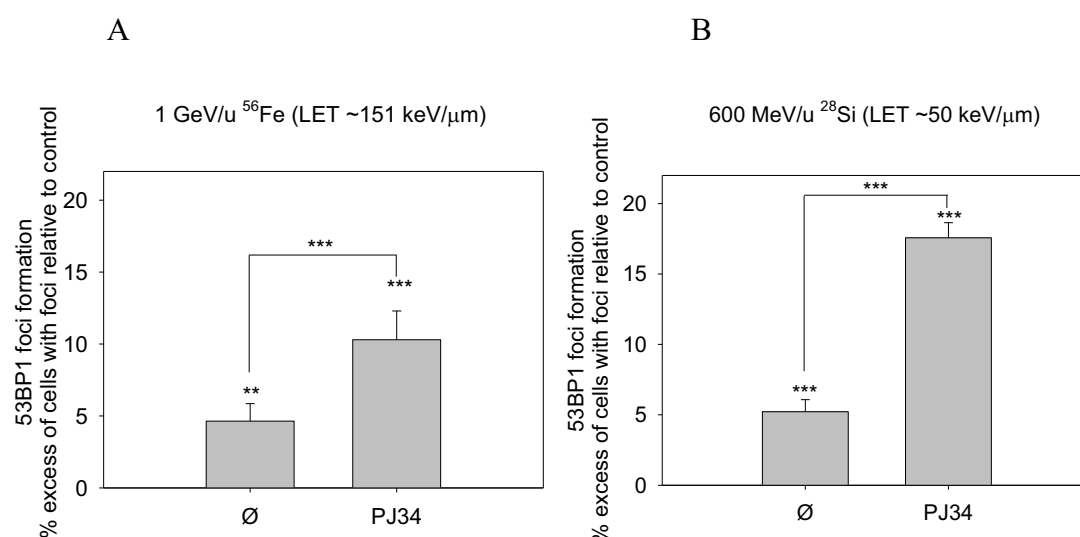 A
1 GeV/u ⁵⁶Fe (LET ~151 keV/μm)
53BP1 foci formation
% excess of cells with foci relative to control
20
15
10
5
0
***
***
**
Ø PJ34
B
600 MeV/u ²⁸Si (LET ~50 keV/μm)
53BP1 foci formation
% excess of cells with foci relative to control
20
15
10
5
0
***
***
***
Ø PJ34